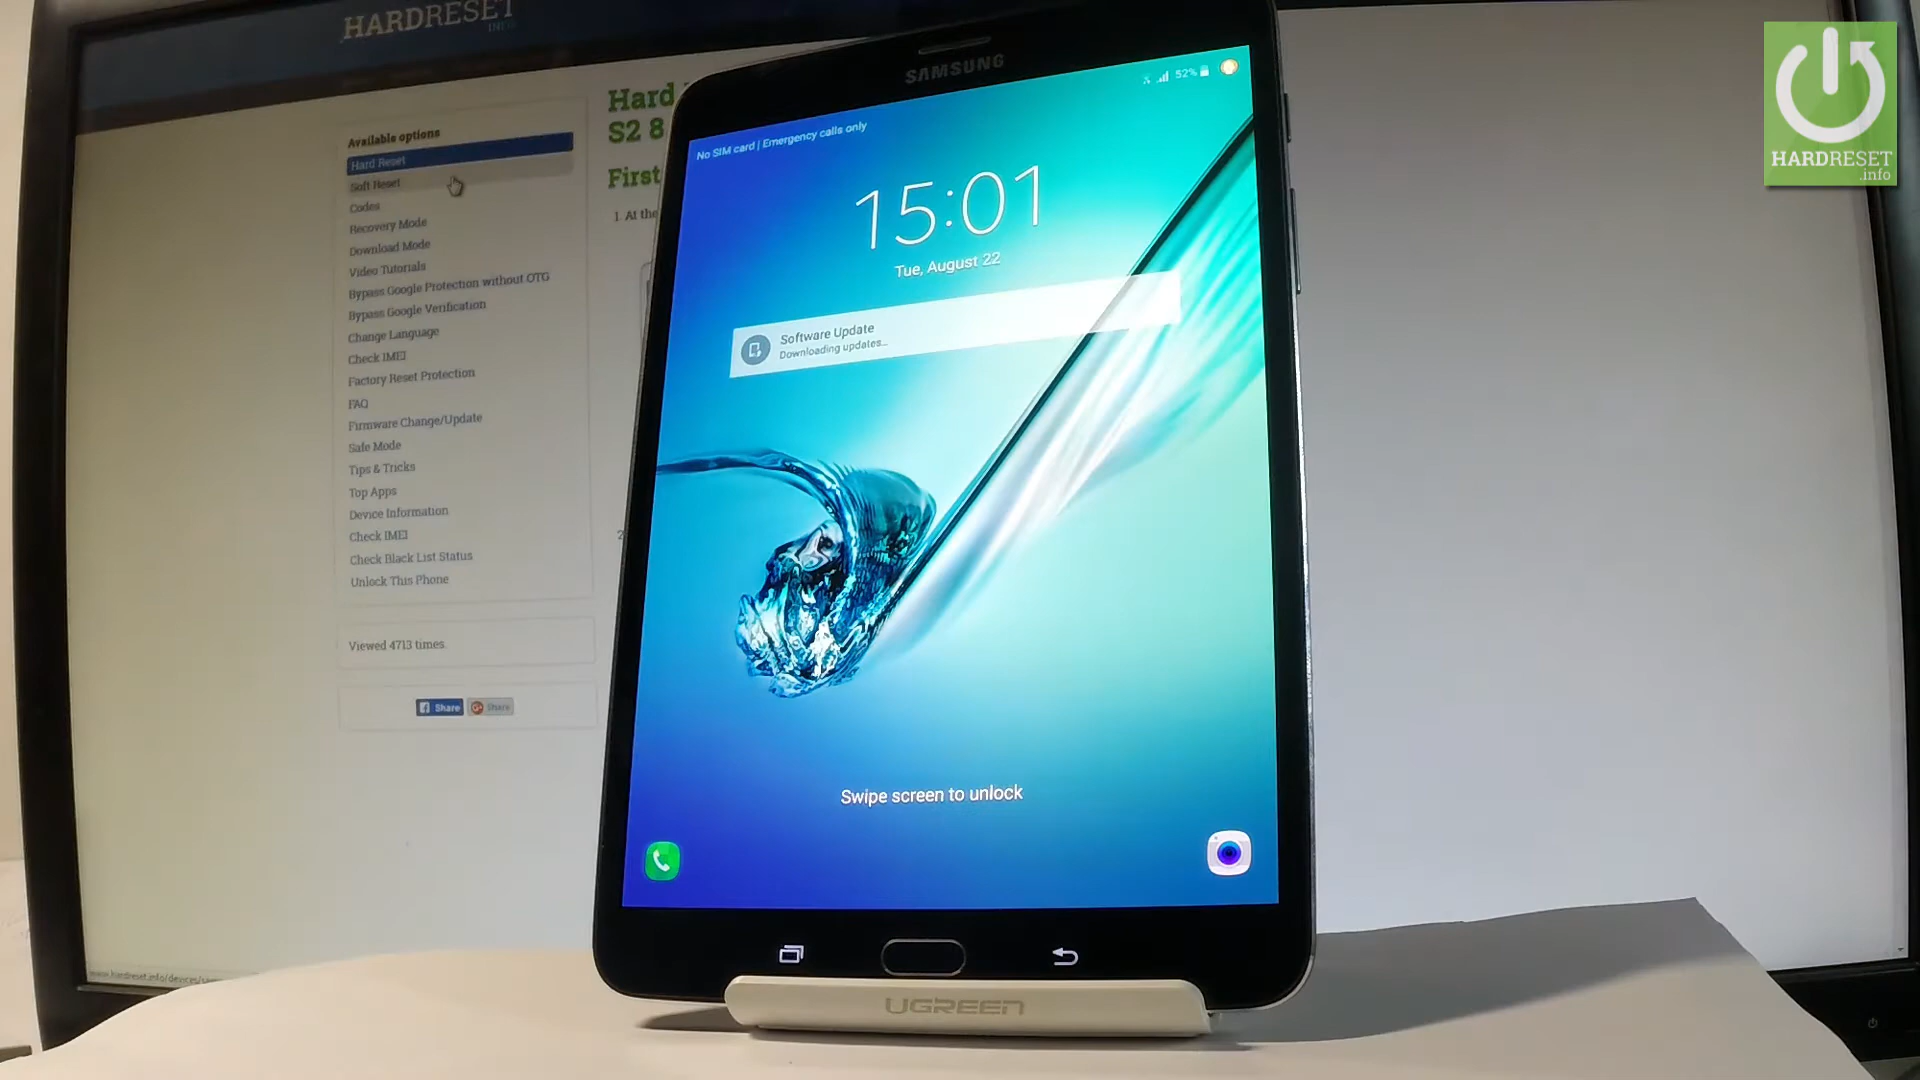 HARDRESET
INFO
Available options
Hard Reset
Soft Reset
Codes
Recovery Mode
Download Mode
Video Tutorials
Bypass Google Protection without OTG
Bypass Google Verification
Change Language
Check IMEI
Factory Reset Protection
FAQ
Firmware Change/Update
Safe Mode
Tips & Tricks
Top Apps
Device Information
Check IMEI
Check Black List Status
Unlock This Phone
Viewed 4713 times
Share
Share
Hard
S2 8
First
1. At the
2
SAMSUNG
52%
No SIM card | Emergency calls only
15:01
Tue, August 22
Software Update
Downloading updates...
Swipe screen to unlock
UGREEN
HARDRESET
.info